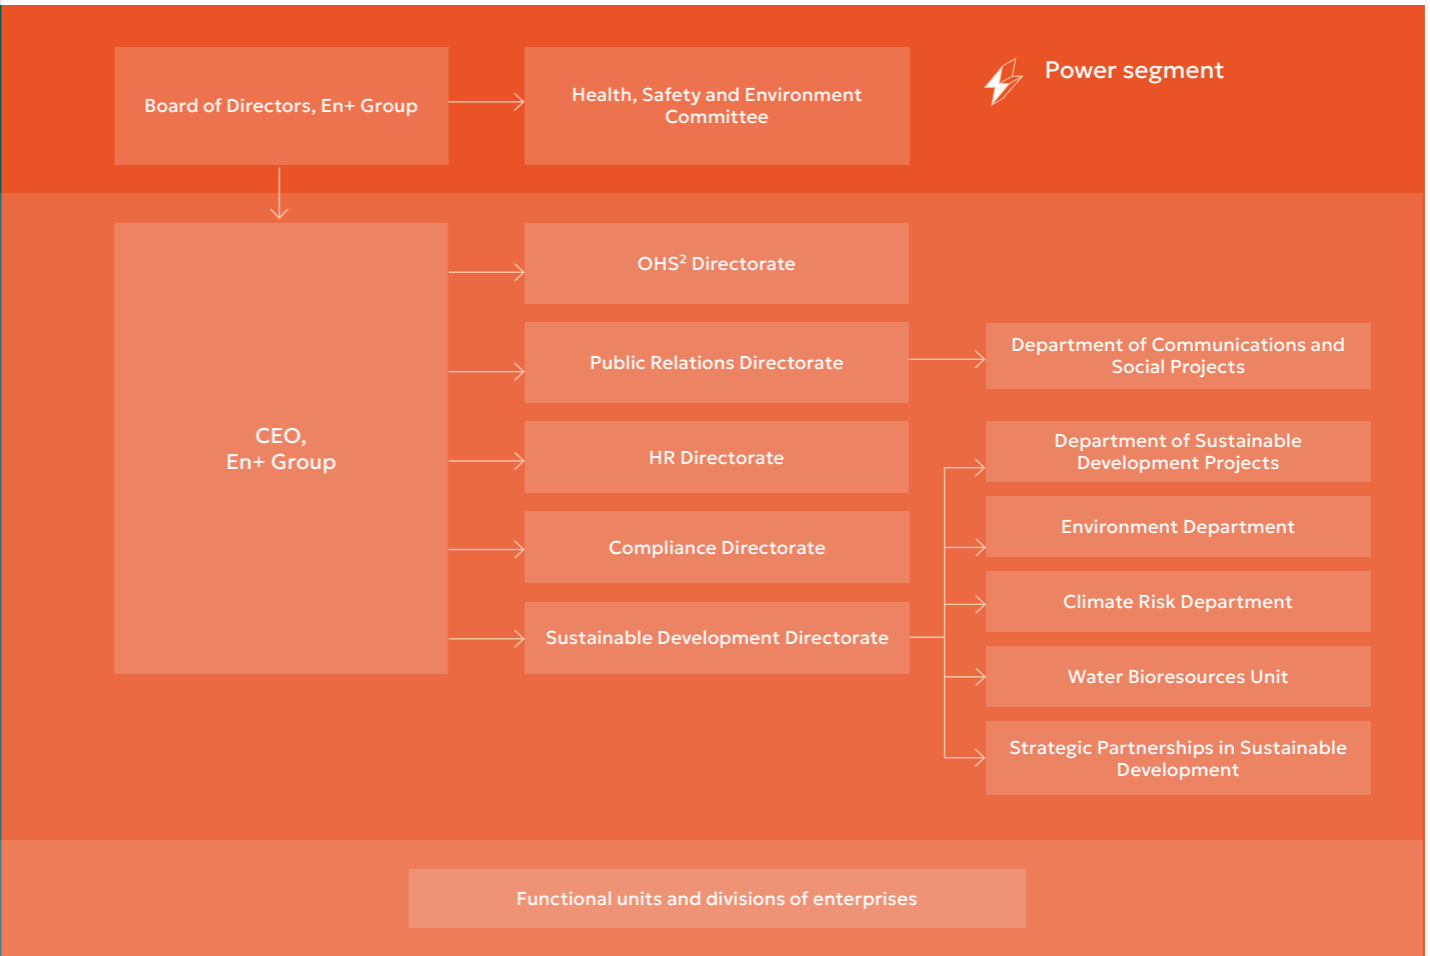 Board of Directors, En+ Group
Health, Safety and Environment
Committee
Power segment
CEO,
En+ Group
OHS² Directorate
Public Relations Directorate
Department of Communications and
Social Projects
HR Directorate
Department of Sustainable
Development Projects
Compliance Directorate
Environment Department
Sustainable Development Directorate
Climate Risk Department
Water Bioresources Unit
Strategic Partnerships in Sustainable
Development
Functional units and divisions of enterprises